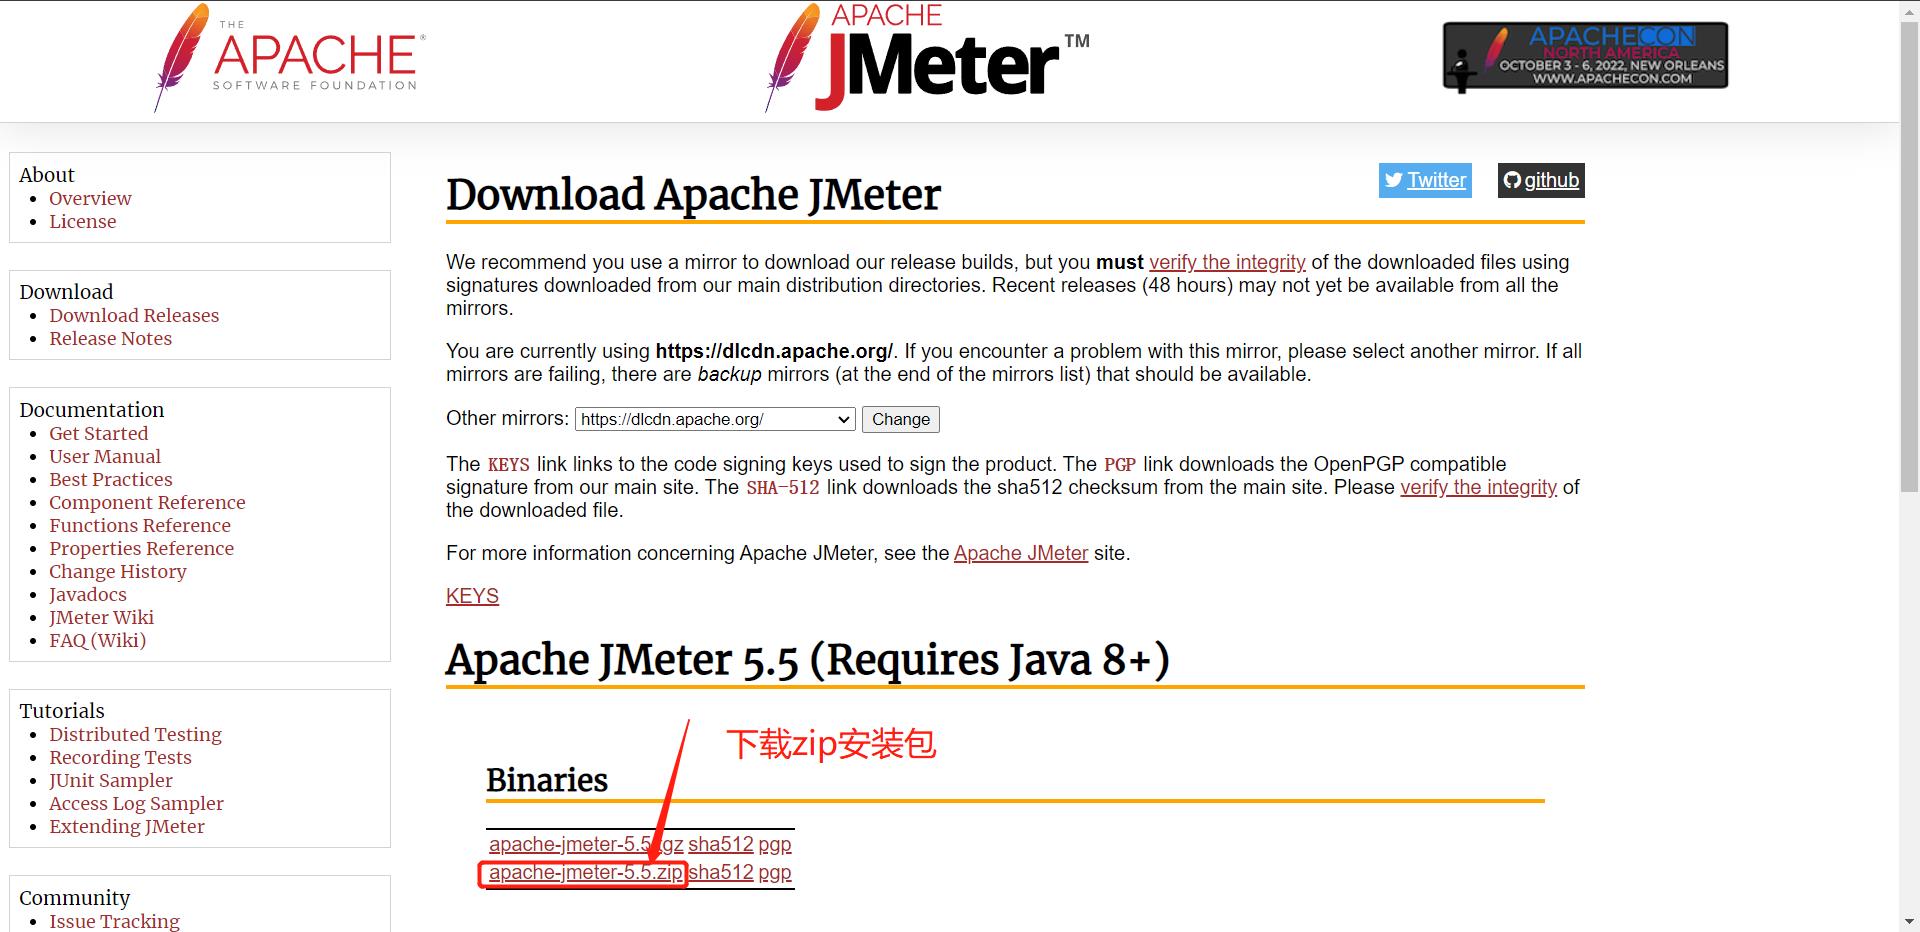 THE
APACHE®
SOFTWARE FOUNDATION
APACHE
JMeter™
APACHECON
NORTH AMERICA
OCTOBER 3 - 6, 2022, NEW ORLEANS
WWW.APACHECON.COM
About
Overview
License
Download
Download Releases
Release Notes
Documentation
Get Started
User Manual
Best Practices
Component Reference
Functions Reference
Properties Reference
Change History
Javadocs
JMeter Wiki
FAQ (Wiki)
Tutorials
Distributed Testing
Recording Tests
JUnit Sampler
Access Log Sampler
Extending JMeter
Community
Issue Tracking
Twitter
github
Download Apache JMeter
We recommend you use a mirror to download our release builds, but you must verify the integrity of the downloaded files using
signatures downloaded from our main distribution directories. Recent releases (48 hours) may not yet be available from all the
mirrors.
You are currently using https://dlcdn.apache.org/. If you encounter a problem with this mirror, please select another mirror. If all
mirrors are failing, there are backup mirrors (at the end of the mirrors list) that should be available.
Other mirrors: https://dlcdn.apache.org/ Change
The KEYS link links to the code signing keys used to sign the product. The PGP link downloads the OpenPGP compatible
signature from our main site. The SHA-512 link downloads the sha512 checksum from the main site. Please verify the integrity of
the downloaded file.
For more information concerning Apache JMeter, see the Apache JMeter site.
KEYS
Apache JMeter 5.5 (Requires Java 8+)
下载zip安装包
Binaries
apache-jmeter-5.5.tgz sha512 pgp
apache-jmeter-5.5.zip sha512 pgp